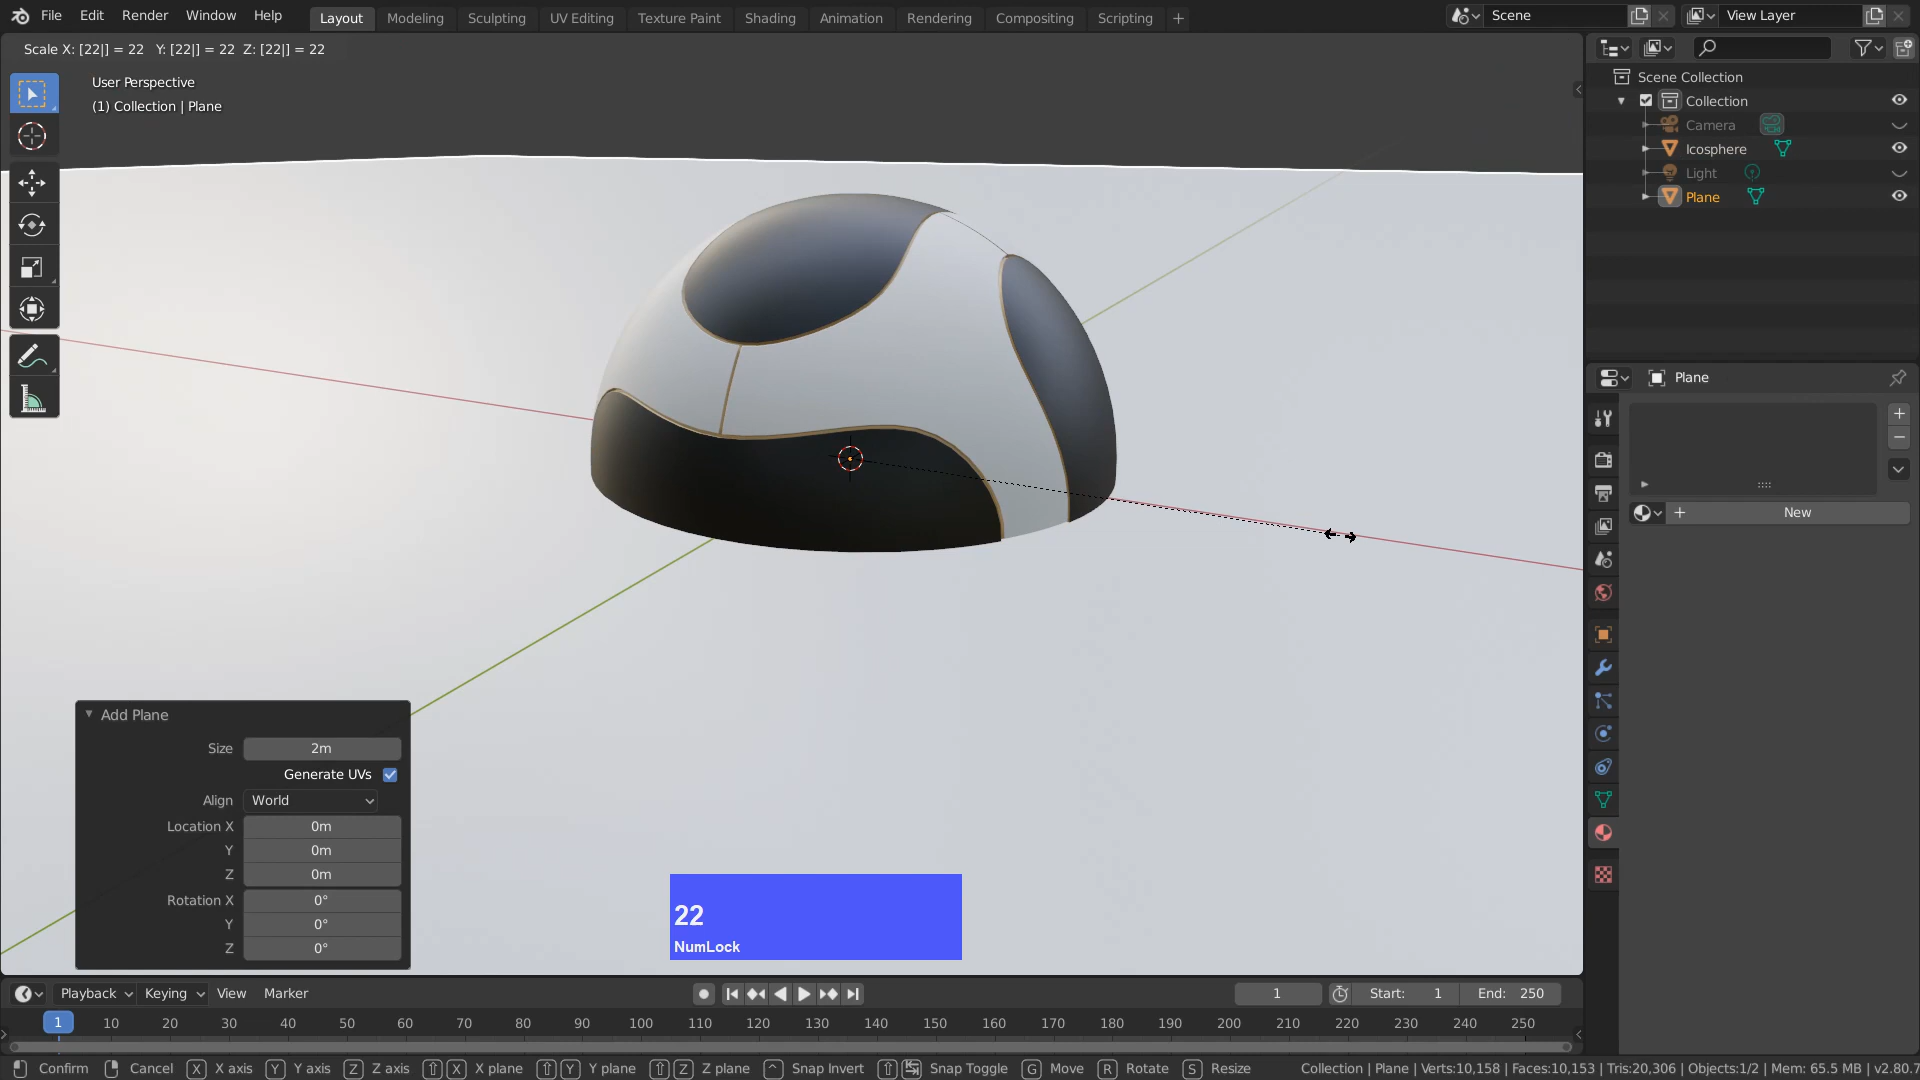 File Edit Render Window Help
Layout Modeling Sculpting UV Editing Texture Paint Shading Animation Rendering Compositing Scripting +
Scene
View Layer
Scale X: [22|] = 22 Y: [22|] = 22 Z: [22|] = 22
User Perspective
(1) Collection | Plane
Scene Collection
Collection
Camera
Icosphere
Light
Plane
Plane
New
Add Plane
Size 2m
Generate UVs
Align World
Location X 0m
Y 0m
Z 0m
Rotation X 0°
Y 0°
Z 0°
22
NumLock
Playback Keying View Marker
1
Start: 1
End: 250
1 10 20 30 40 50 60 70 80 90 100 110 120 130 140 150 160 170 180 190 200 210 220 230 240 250
Confirm Cancel X X axis Y Y axis Z Z axis X X plane Y Y plane Z Z plane Snap Invert Snap Toggle G Move R Rotate S Resize
Collection | Plane | Verts:10,158 | Faces:10,153 | Tris:20,306 | Objects:1/2 | Mem: 65.5 MB | v2.80.7